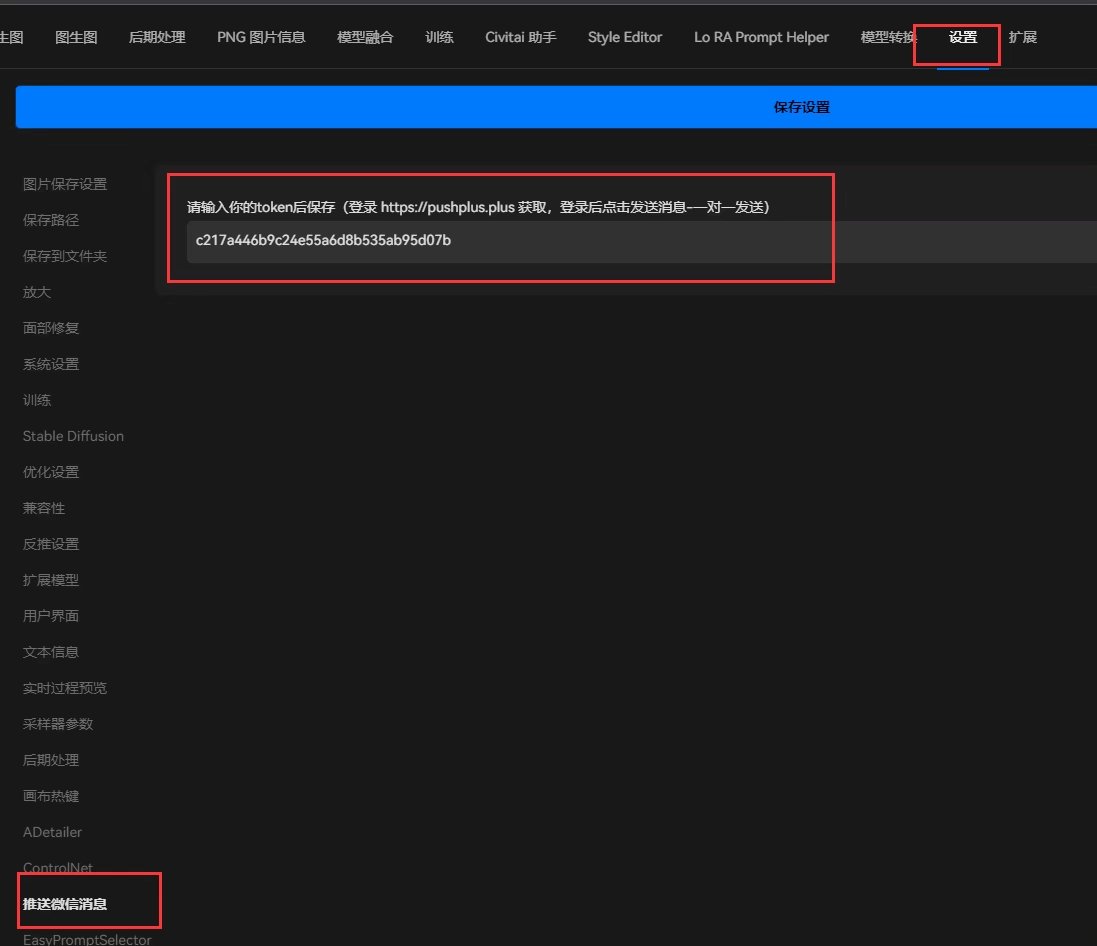 生图 图生图 后期处理 PNG 图片信息 模型融合 训练 Civitai 助手 Style Editor Lo RA Prompt Helper 模型转换 设置 扩展
保存设置
图片保存设置
请输入你的token后保存（登录 https://pushplus.plus 获取，登录后点击发送消息-一对一发送）
保存路径
c217a446b9c24e55a6d8b535ab95d07b
保存到文件夹
放大
面部修复
系统设置
训练
Stable Diffusion
优化设置
兼容性
反推设置
扩展模型
用户界面
文本信息
实时过程预览
采样器参数
后期处理
画布热键
ADetailer
ControlNet
推送微信消息
EasyPromptSelector